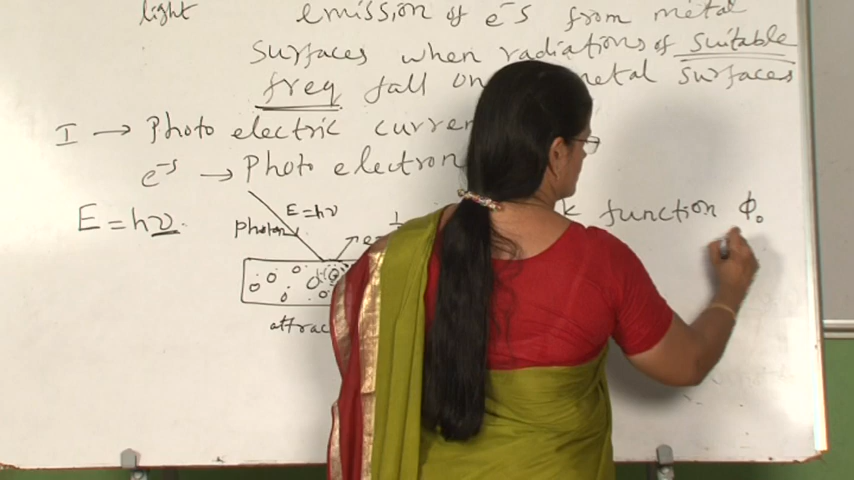 light emission of e⁻s from metal
surfaces when radiations of suitable
freq fall on metal surfaces
I → Photo electric curren
e⁻s → Photo electron
E = hν
E = hν
photon
function ϕ₀
attrac